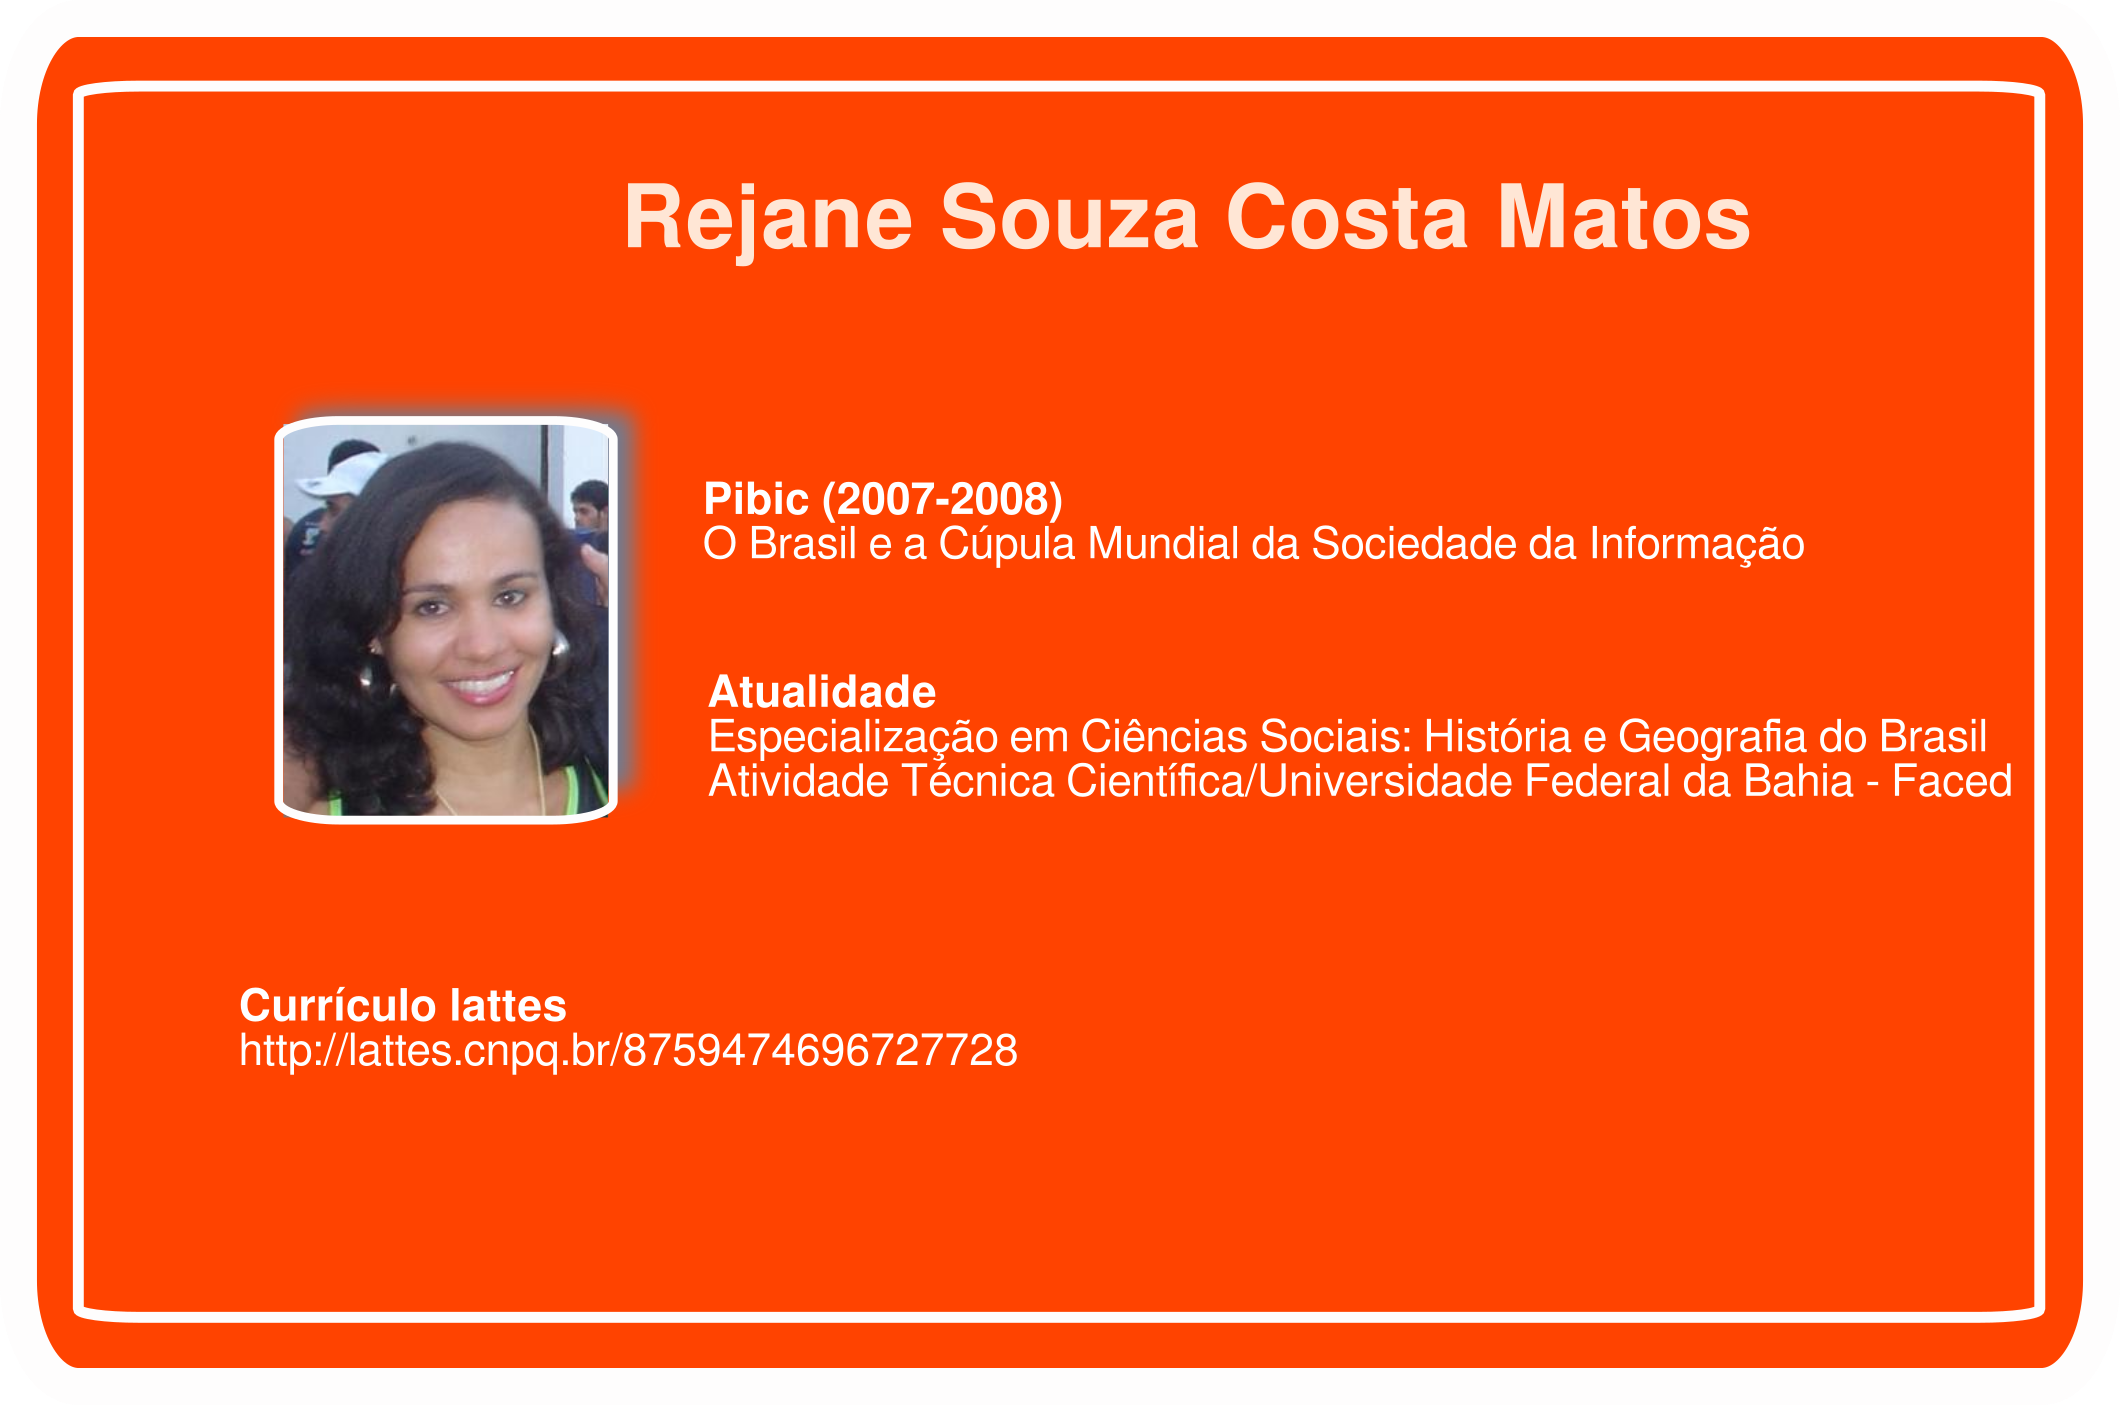 Rejane Souza Costa Matos
Pibic (2007-2008)
O Brasil e a Cúpula Mundial da Sociedade da Informação
Atualidade
Especialização em Ciências Sociais: História e Geografia do Brasil
Atividade Técnica Científica/Universidade Federal da Bahia - Faced
Currículo lattes
http://lattes.cnpq.br/8759474696727728